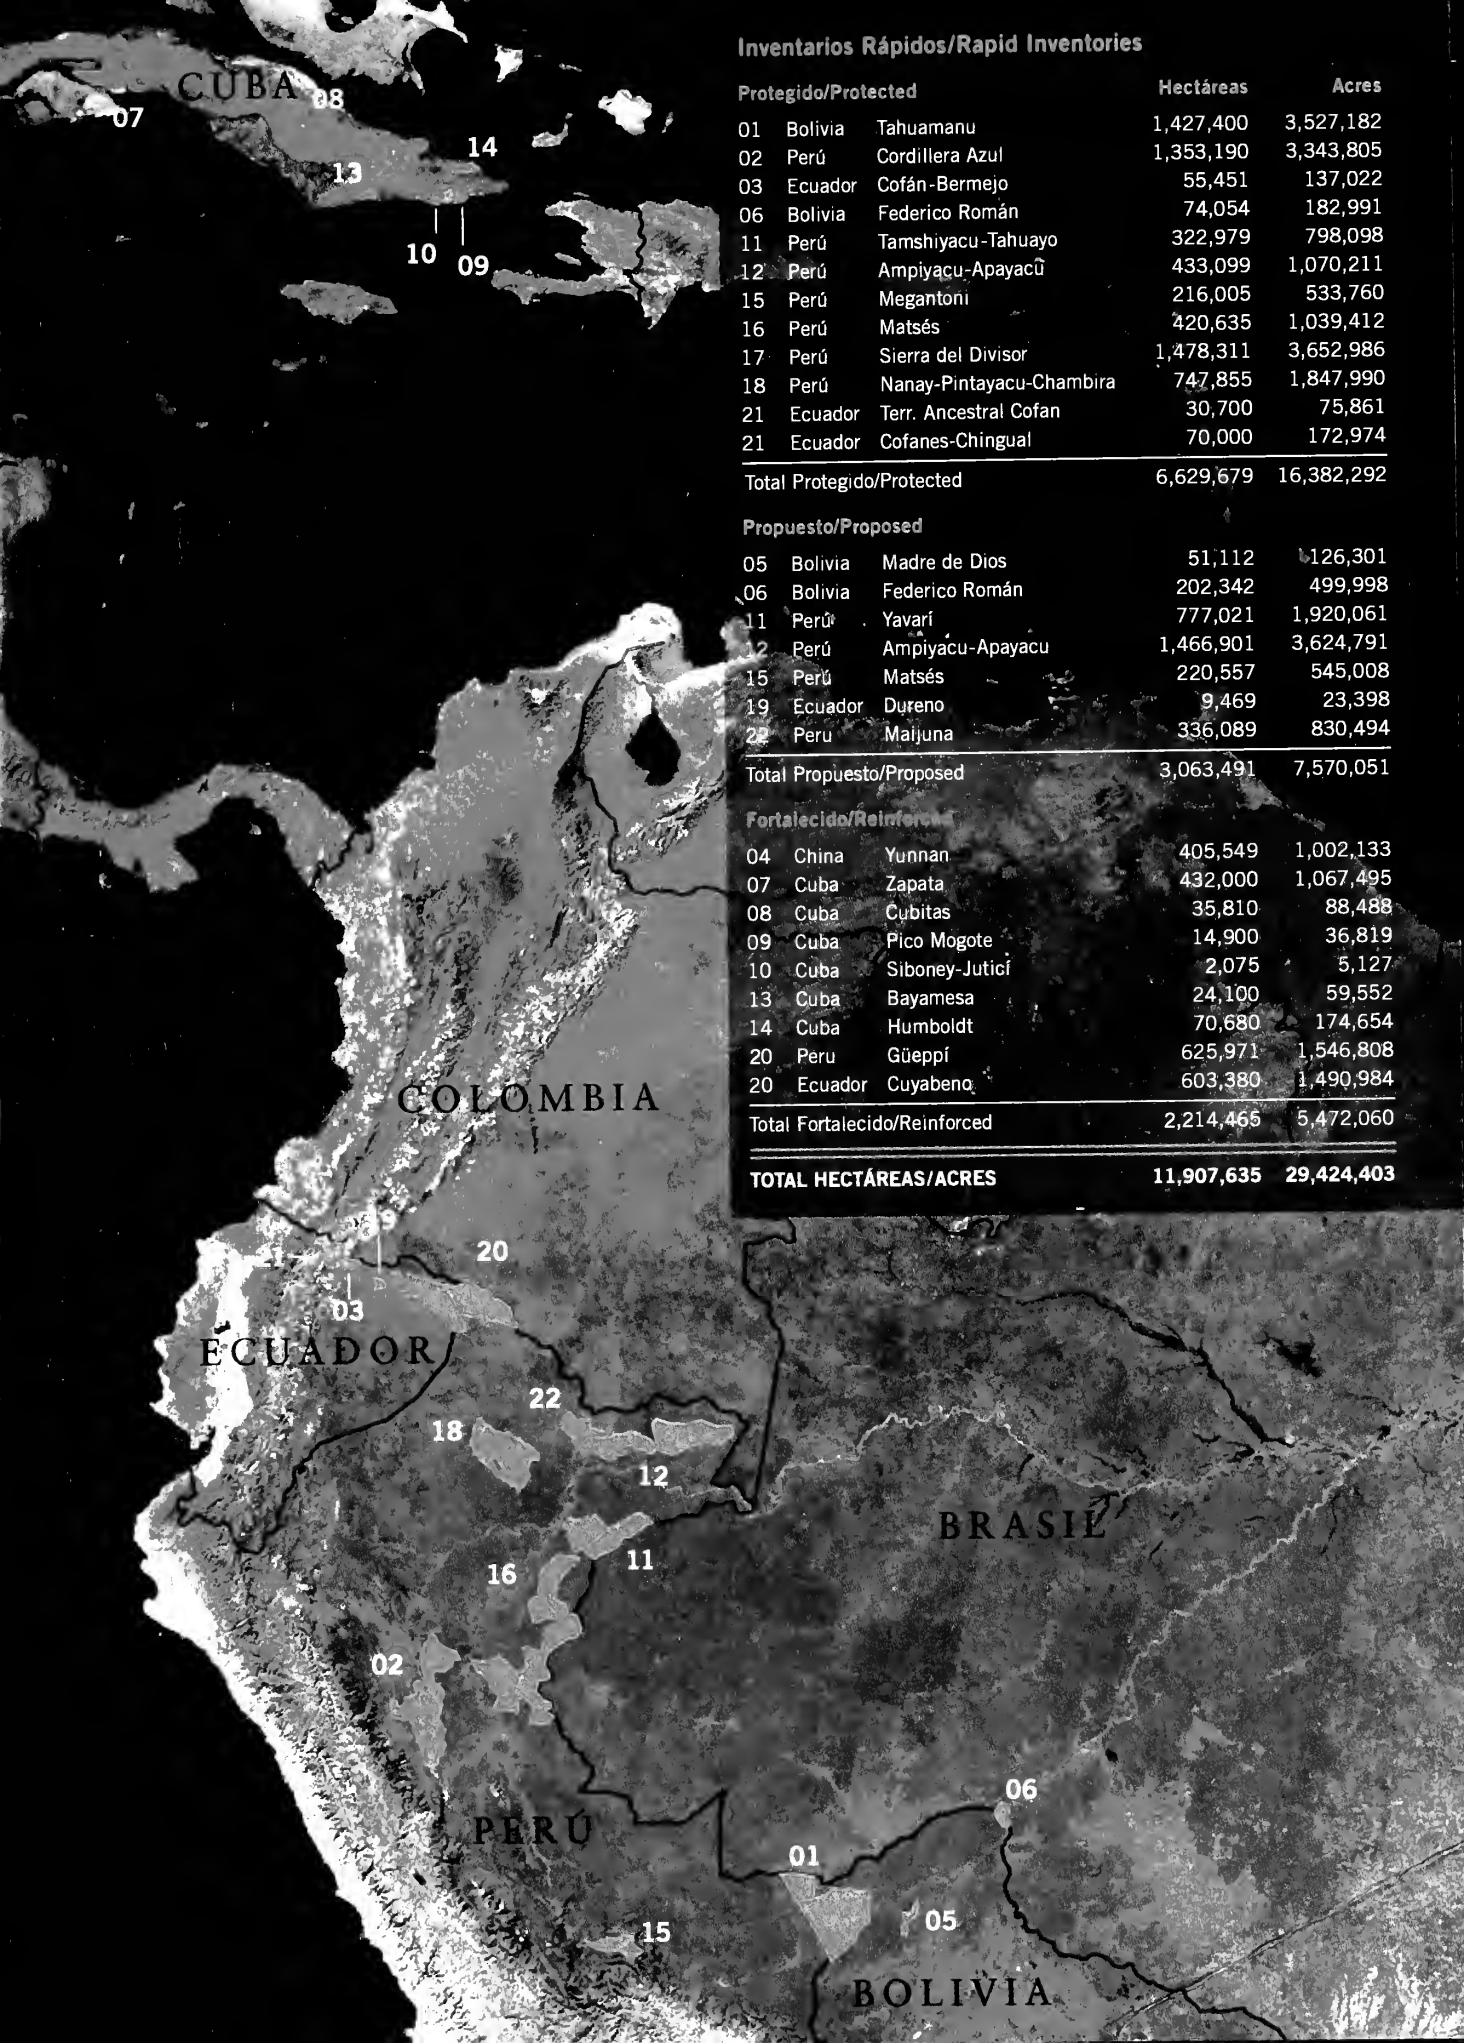 Inventarios Rápidos/Rapid Inventories
Protegido/Protected Hectáreas Acres
01 Bolivia Tahuamanu 1,427,400 3,527,182
02 Perú Cordillera Azul 1,353,190 3,343,805
03 Ecuador Cofán-Bermejo 55,451 137,022
06 Bolivia Federico Román 74,054 182,991
11 Perú Tamshiyacu-Tahuayo 322,979 798,098
12 Perú Ampiyacu-Apayacu 433,099 1,070,211
15 Perú Megantoni 216,005 533,760
16 Perú Matsés 420,635 1,039,412
17 Perú Sierra del Divisor 1,478,311 3,652,986
18 Perú Nanay-Pintayacu-Chambira 747,855 1,847,990
21 Ecuador Terr. Ancestral Cofan 30,700 75,861
21 Ecuador Cofanes-Chingual 70,000 172,974
Total Protegido/Protected 6,629,679 16,382,292
Propuesto/Proposed
05 Bolivia Madre de Dios 51,112 126,301
06 Bolivia Federico Román 202,342 499,998
11 Perú Yavarí 777,021 1,920,061
12 Perú Ampiyacu-Apayacu 1,466,901 3,624,791
15 Perú Matsés 220,557 545,008
19 Ecuador Dureno 9,469 23,398
22 Peru Maijuna 336,089 830,494
Total Propuesto/Proposed 3,063,491 7,570,051
Fortalecido/Reinforced
04 China Yunnan 405,549 1,002,133
07 Cuba Zapata 432,000 1,067,495
08 Cuba Cubitas 35,810 88,488
09 Cuba Pico Mogote 14,900 36,819
10 Cuba Siboney-Juticí 2,075 5,127
13 Cuba Bayamesa 24,100 59,552
14 Cuba Humboldt 70,680 174,654
20 Peru Güeppí 625,971 1,546,808
20 Ecuador Cuyabeno 603,380 1,490,984
Total Fortalecido/Reinforced 2,214,465 5,472,060
TOTAL HECTÁREAS/ACRES 11,907,635 29,424,403
CUBA
08
07
14
13
10
09
COLOMBIA
19
21
20
03
ECUADOR
22
18
12
BRASIL
11
16
02
06
PERÚ
01
05
15
BOLIVIA